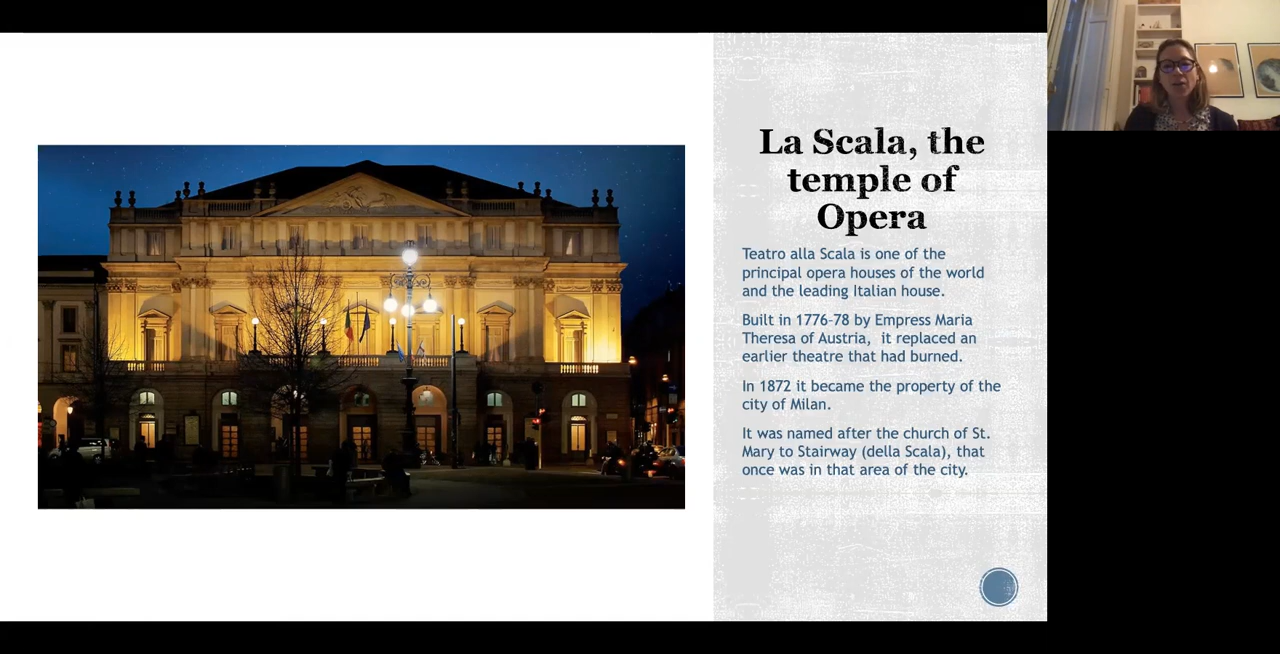 La Scala, the
temple of
Opera
Teatro alla Scala is one of the
principal opera houses of the world
and the leading Italian house.
Built in 1776-78 by Empress Maria
Theresa of Austria,  it replaced an
earlier theatre that had burned.
In 1872 it became the property of the
city of Milan.
It was named after the church of St.
Mary to Stairway (della Scala), that
once was in that area of the city.